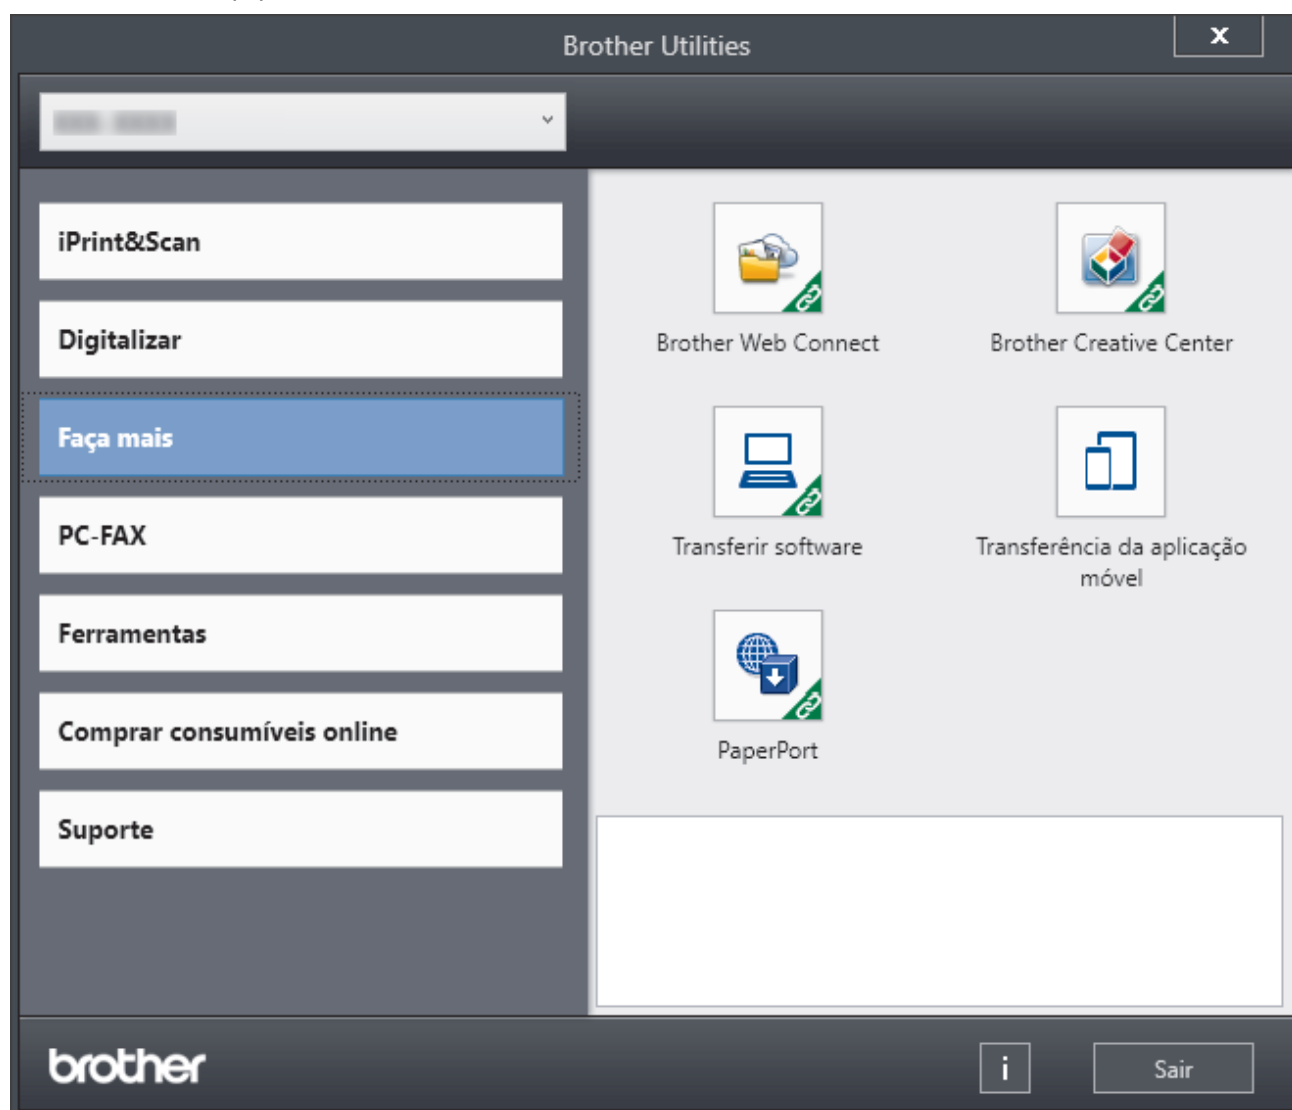 Brother Utilities
x
iPrint&Scan
Digitalizar
Faça mais
PC-FAX
Ferramentas
Comprar consumíveis online
Suporte
Brother Web Connect
Brother Creative Center
Transferir software
Transferência da aplicação
móvel
PaperPort
brother
i
Sair